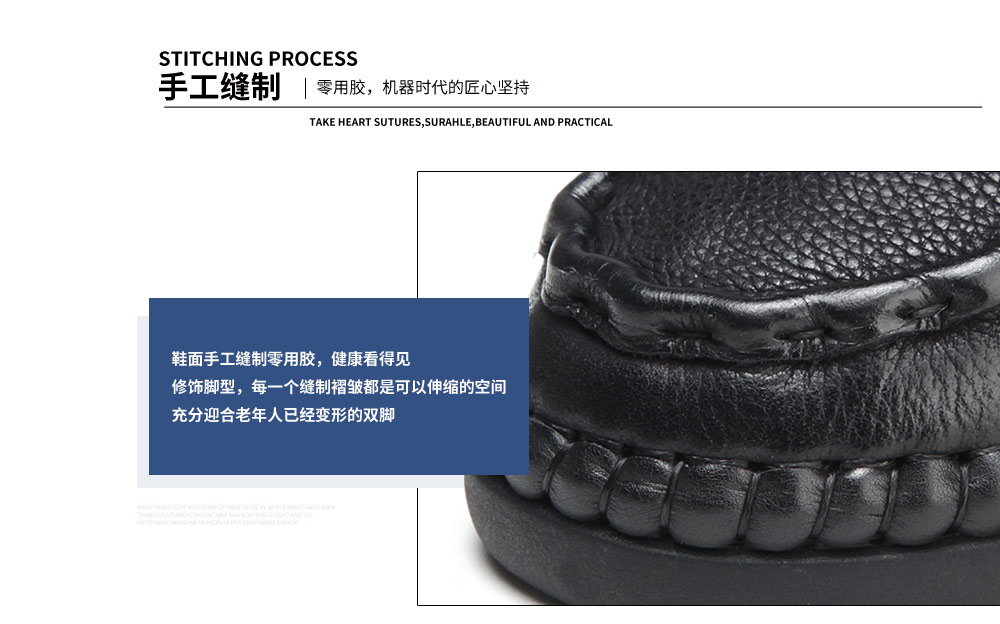 STITCHING PROCESS
手工缝制
零用胶，机器时代的匠心坚持
TAKE HEART SUTURES,SURAHLE,BEAUTIFUL AND PRACTICAL
鞋面手工缝制零用胶，健康看得见
修饰脚型，每一个缝制褶皱都是可以伸缩的空间
充分迎合老年人已经变形的双脚